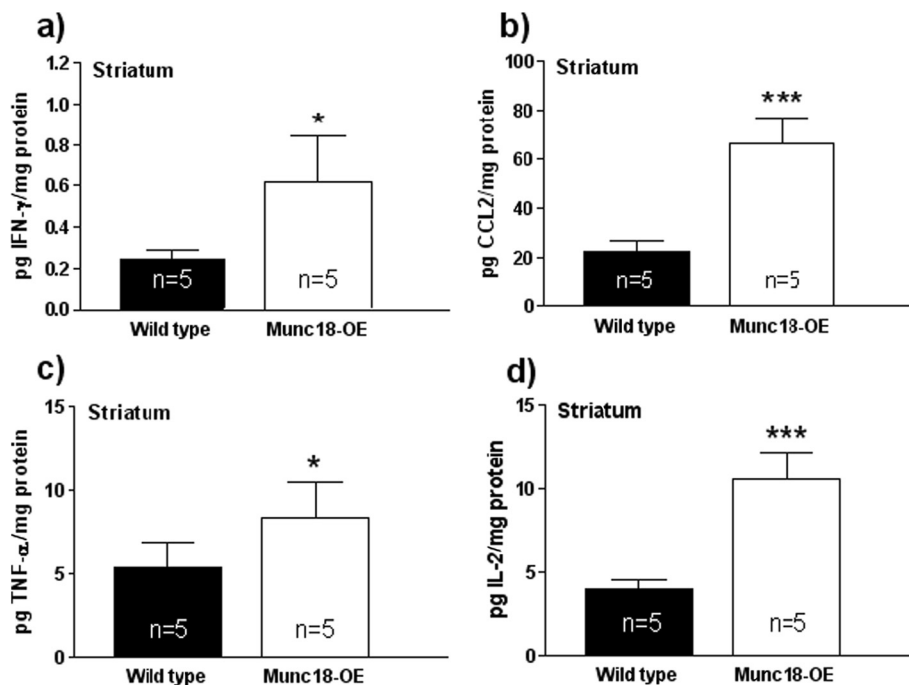 a)
Striatum
pg IFN-γ/mg protein
1.2
1.0
0.8
0.6
0.4
0.2
0.0
*
n=5
n=5
Wild type
Munc18-OE
b)
Striatum
pg CCL2/mg protein
100
80
60
40
20
0
***
n=5
n=5
Wild type
Munc18-OE
c)
Striatum
pg TNF-α/mg protein
15
10
5
0
*
n=5
n=5
Wild type
Munc18-OE
d)
Striatum
pg IL-2/mg protein
15
10
5
0
***
n=5
n=5
Wild type
Munc18-OE